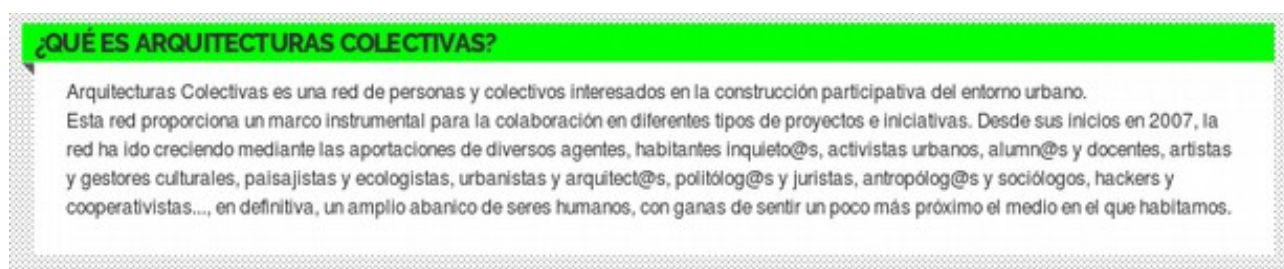 ¿QUÉ ES ARQUITECTURAS COLECTIVAS?
Arquitecturas Colectivas es una red de personas y colectivos interesados en la construcción participativa del entorno urbano.
Esta red proporciona un marco instrumental para la colaboración en diferentes tipos de proyectos e iniciativas. Desde sus inicios en 2007, la
red ha ido creciendo mediante las aportaciones de diversos agentes, habitantes inquieto@s, activistas urbanos, alumn@s y docentes, artistas
y gestores culturales, paisajistas y ecologistas, urbanistas y arquitect@s, politólog@s y juristas, antropólog@s y sociólogos, hackers y
cooperativistas..., en definitiva, un amplio abanico de seres humanos, con ganas de sentir un poco más próximo el medio en el que habitamos.